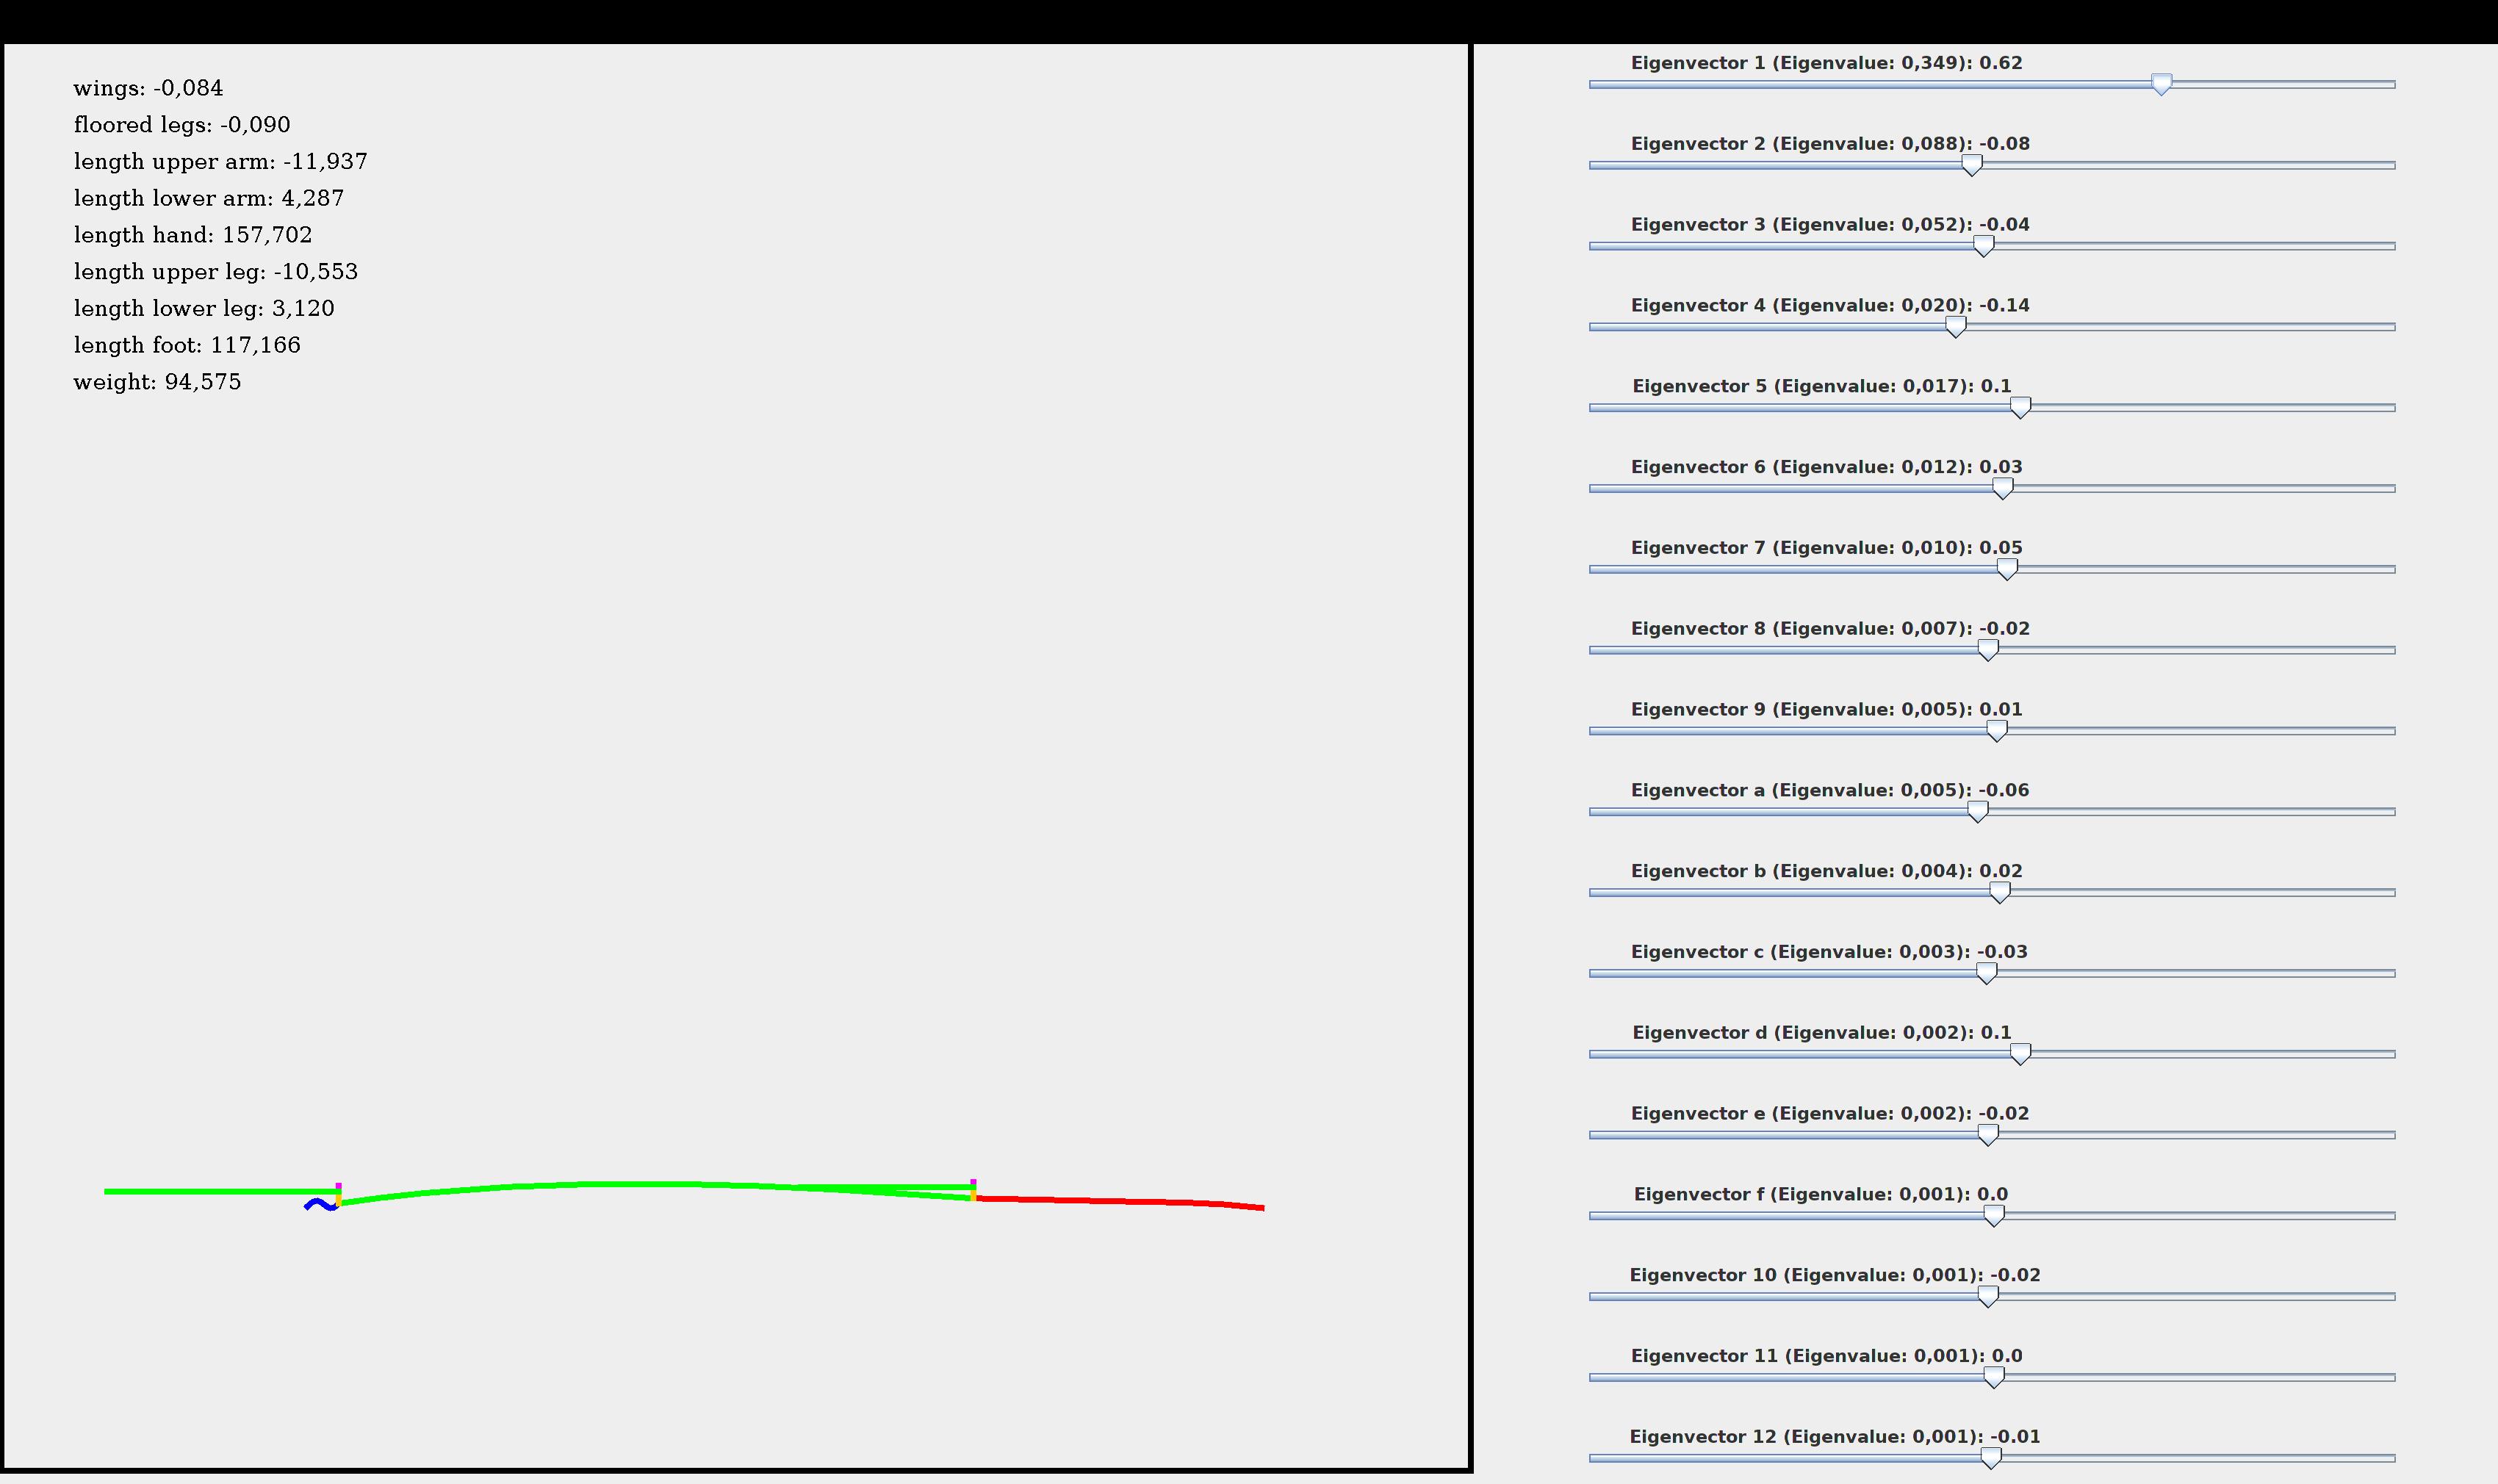 wings: -0,084
floored legs: -0,090
length upper arm: -11,937
length lower arm: 4,287
length hand: 157,702
length upper leg: -10,553
length lower leg: 3,120
length foot: 117,166
weight: 94,575
Eigenvector 1 (Eigenvalue: 0,349): 0.62
Eigenvector 2 (Eigenvalue: 0,088): -0.08
Eigenvector 3 (Eigenvalue: 0,052): -0.04
Eigenvector 4 (Eigenvalue: 0,020): -0.14
Eigenvector 5 (Eigenvalue: 0,017): 0.1
Eigenvector 6 (Eigenvalue: 0,012): 0.03
Eigenvector 7 (Eigenvalue: 0,010): 0.05
Eigenvector 8 (Eigenvalue: 0,007): -0.02
Eigenvector 9 (Eigenvalue: 0,005): 0.01
Eigenvector a (Eigenvalue: 0,005): -0.06
Eigenvector b (Eigenvalue: 0,004): 0.02
Eigenvector c (Eigenvalue: 0,003): -0.03
Eigenvector d (Eigenvalue: 0,002): 0.1
Eigenvector e (Eigenvalue: 0,002): -0.02
Eigenvector f (Eigenvalue: 0,001): 0.0
Eigenvector 10 (Eigenvalue: 0,001): -0.02
Eigenvector 11 (Eigenvalue: 0,001): 0.0
Eigenvector 12 (Eigenvalue: 0,001): -0.01